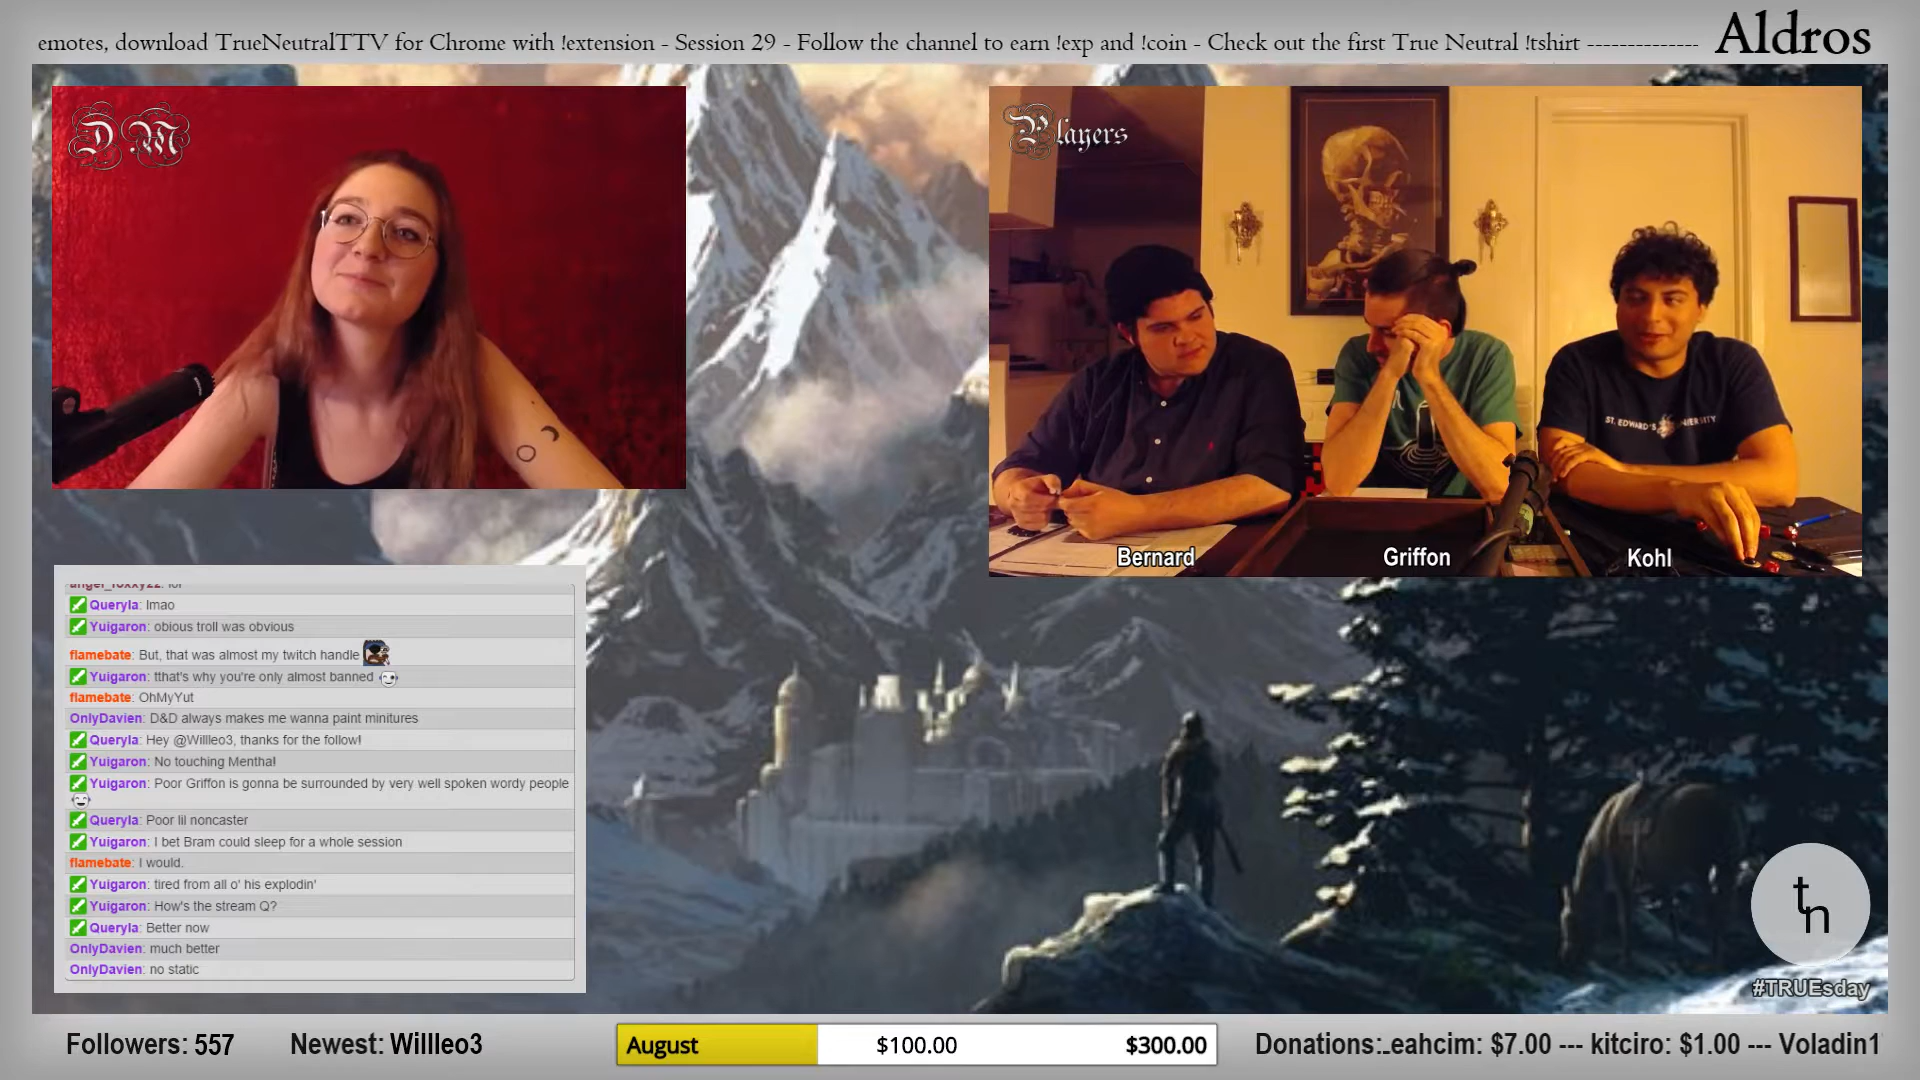 emotes, download TrueNeutralTTV for Chrome with !extension - Session 29 - Follow the channel to earn !exp and !coin - Check out the first True Neutral !tshirt --------------
Aldros
DM
Players
ST. EDWARD'S UNIVERSITY
Bernard
Griffon
Kohl
angel_foxxy22: lol
Queryla: lmao
Yuigaron: obious troll was obvious
flamebate: But, that was almost my twitch handle
Yuigaron: tthat's why you're only almost banned
flamebate: OhMyYut
OnlyDavien: D&D always makes me wanna paint minitures
Queryla: Hey @Willleo3, thanks for the follow!
Yuigaron: No touching Mentha!
Yuigaron: Poor Griffon is gonna be surrounded by very well spoken wordy people
Queryla: Poor lil noncaster
Yuigaron: I bet Bram could sleep for a whole session
flamebate: I would.
Yuigaron: tired from all o' his explodin'
Yuigaron: How's the stream Q?
Queryla: Better now
OnlyDavien: much better
OnlyDavien: no static
tn
#TRUEsday
Followers: 557
Newest: Willleo3
August
$100.00
$300.00
Donations:
eahcim: $7.00 --- kitciro: $1.00 --- Voladin1